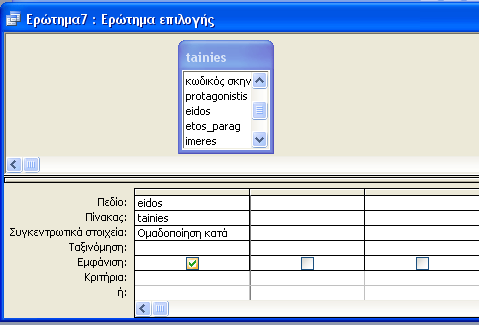 Ερώτημα7 : Ερώτημα επιλογής
tainies
κωδικός σκην
protagonistis
eidos
etos_parag
imeres
Πεδίο: eidos
Πίνακας: tainies
Συγκεντρωτικά στοιχεία: Ομαδοποίηση κατά
Ταξινόμηση:
Εμφάνιση:
Κριτήρια:
ή: